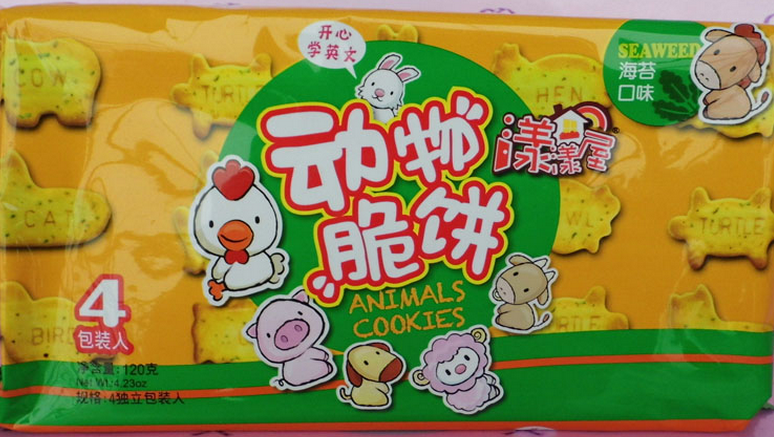 开心
学英文
SEAWEED
海苔
口味
动物
脆饼
漾漾屋
ANIMALS
COOKIES
4
包装入
净含量:120克
Net WT:4.23oz
规格:4独立包装入
COW
TURTLE
HEN
CAT
TURTLE
BIRD